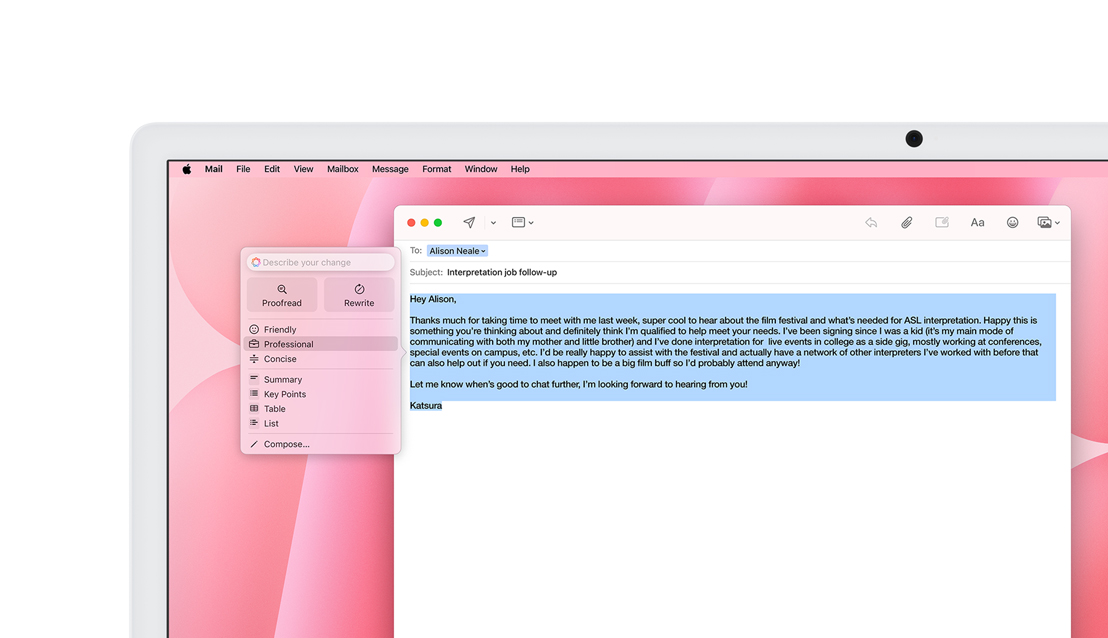 Mail File Edit View Mailbox Message Format Window Help
Aa
To: Alison Neale
Subject: Interpretation job follow-up
Describe your change
Proofread Rewrite
Friendly
Professional
Concise
Summary
Key Points
Table
List
Compose...
Hey Alison,
Thanks much for taking time to meet with me last week, super cool to hear about the film festival and what's needed for ASL interpretation. Happy this is
something you're thinking about and definitely think I'm qualified to help meet your needs. I've been signing since I was a kid (it's my main mode of
communicating with both my mother and little brother) and I've done interpretation for  live events in college as a side gig, mostly working at conferences,
special events on campus, etc. I'd be really happy to assist with the festival and actually have a network of other interpreters I've worked with before that
can also help out if you need. I also happen to be a big film buff so I'd probably attend anyway!
Let me know when's good to chat further, I'm looking forward to hearing from you!
Katsura